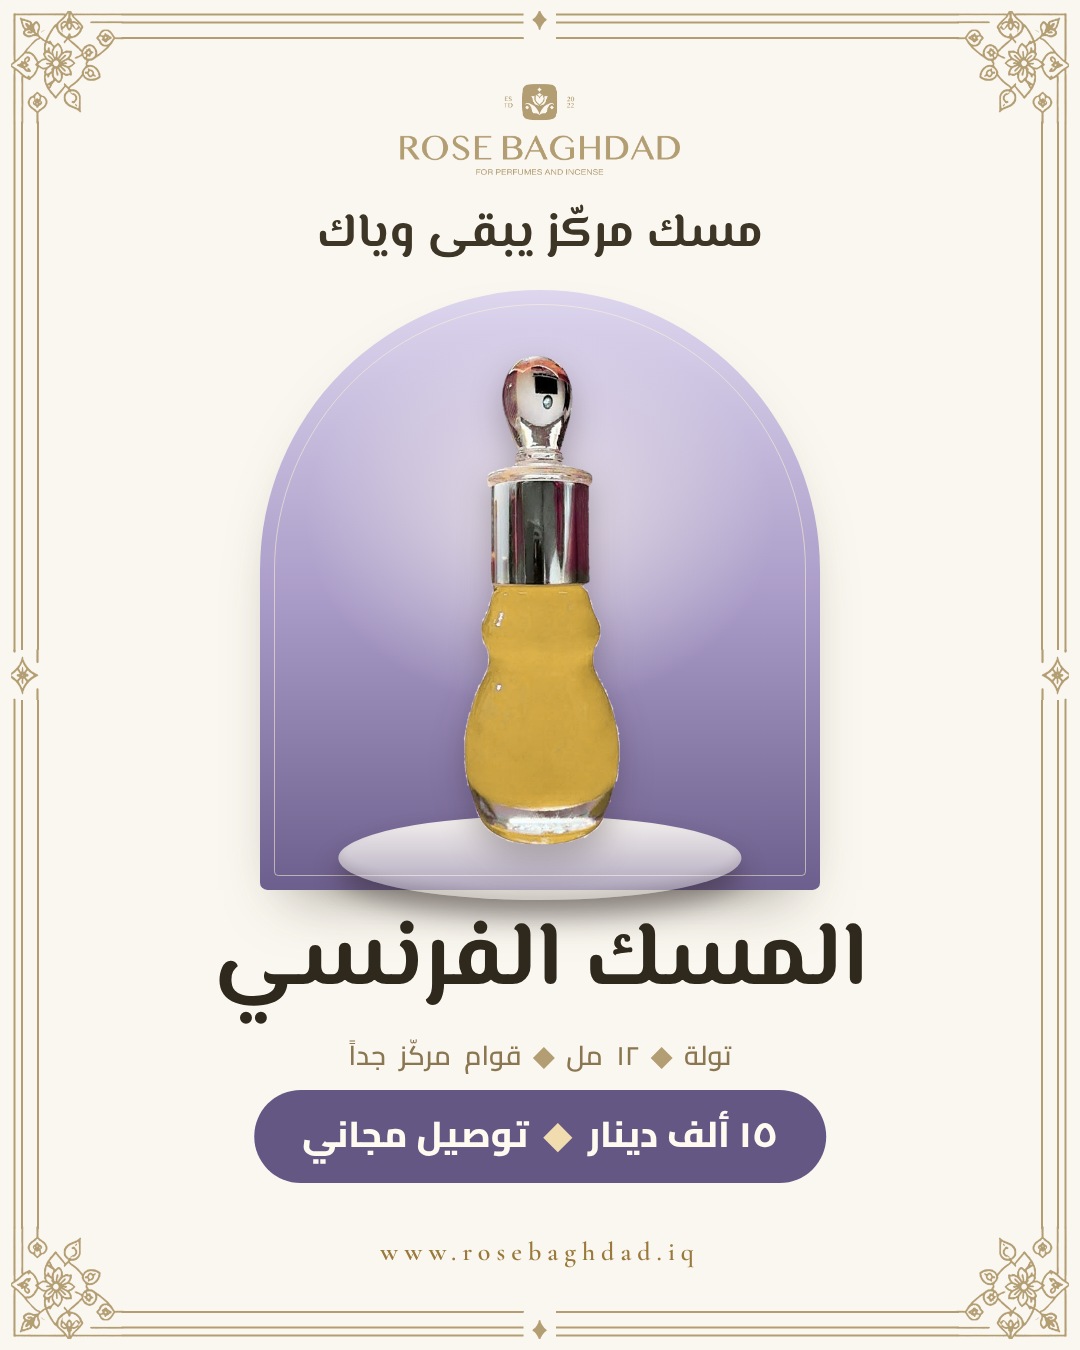 ES TD 20 22
ROSE BAGHDAD
FOR PERFUMES AND INCENSE
مسك مركّز يبقى وياك
المسك الفرنسي
تولة ◆ ١٢ مل ◆ قوام مركّز جداً
١٥ ألف دينار ◆ توصيل مجاني
www.rosebaghdad.iq